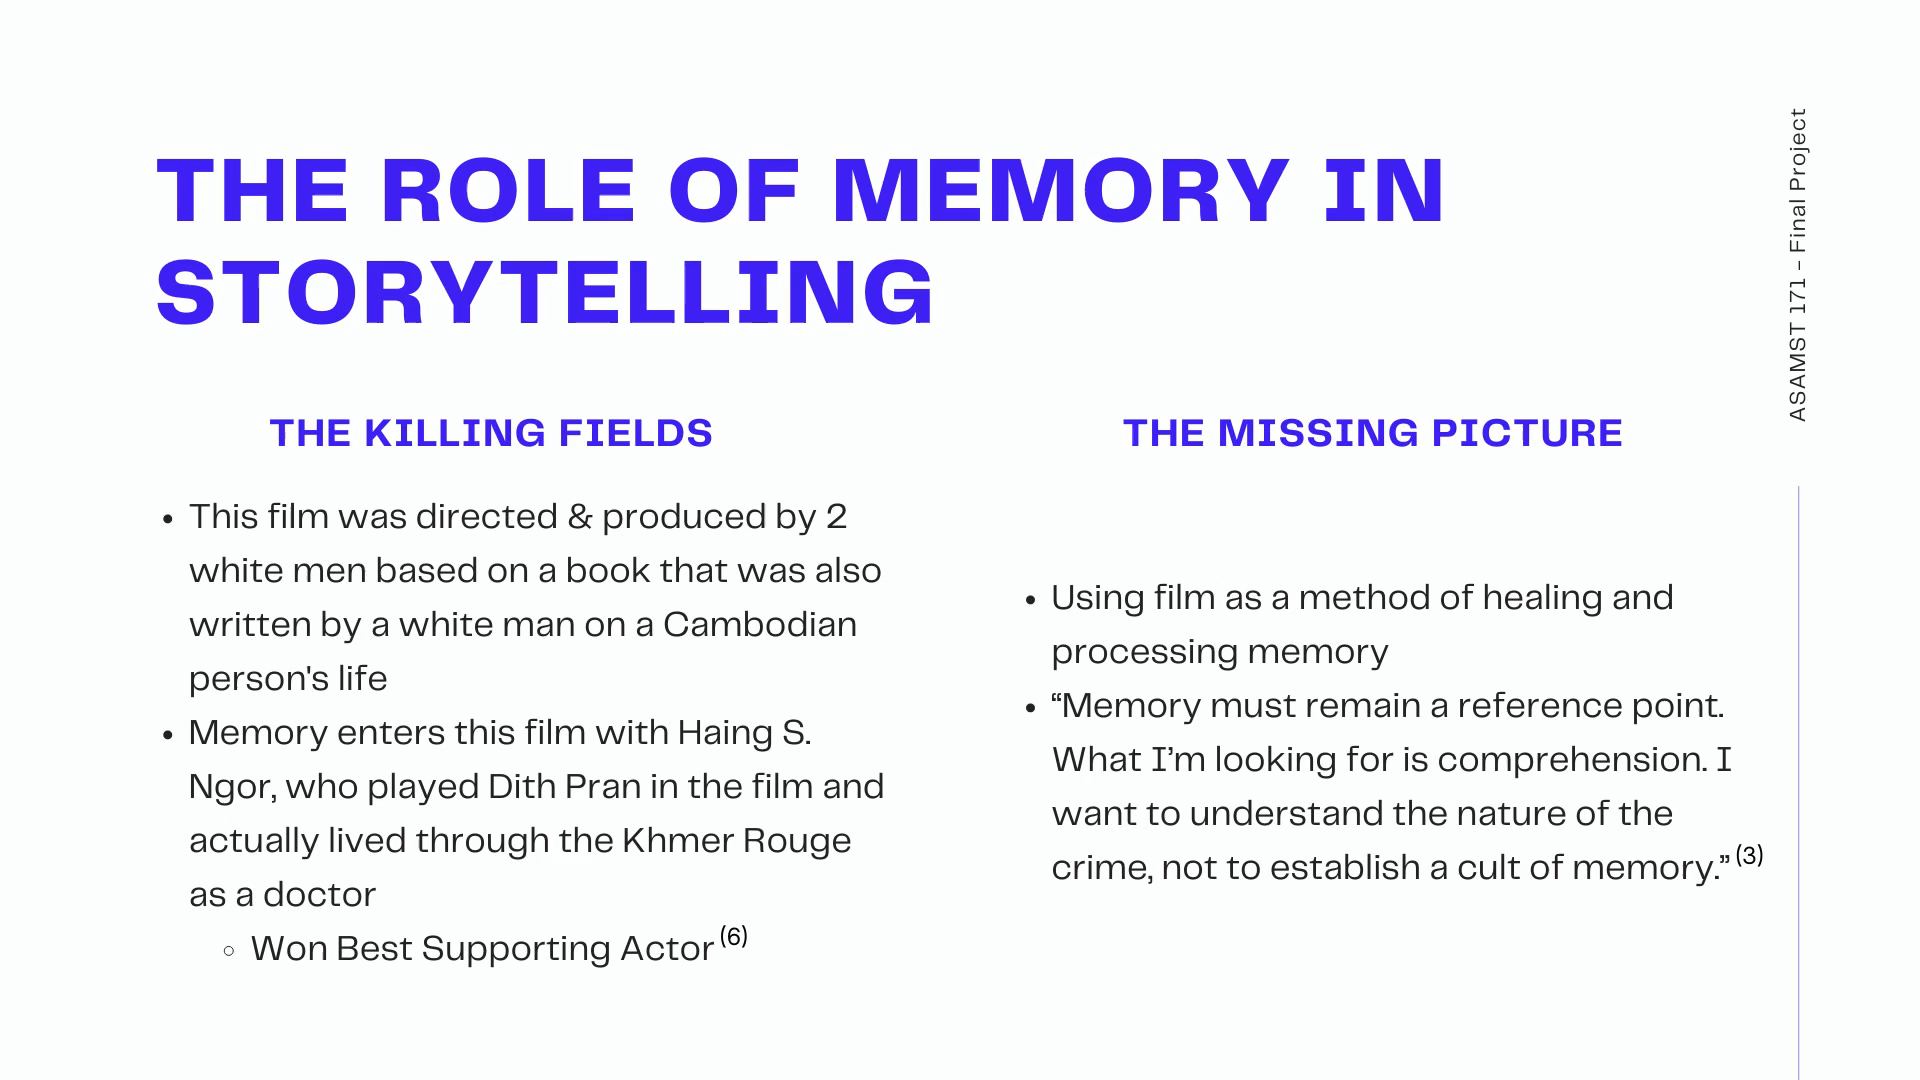 THE ROLE OF MEMORY IN
STORYTELLING
THE KILLING FIELDS
• This film was directed & produced by 2
white men based on a book that was also
written by a white man on a Cambodian
person's life
• Memory enters this film with Haing S.
Ngor, who played Dith Pran in the film and
actually lived through the Khmer Rouge
as a doctor
◦ Won Best Supporting Actor (6)
THE MISSING PICTURE
• Using film as a method of healing and
processing memory
• “Memory must remain a reference point.
What I’m looking for is comprehension. I
want to understand the nature of the
crime, not to establish a cult of memory.” (3)
ASAMST 171 – Final Project